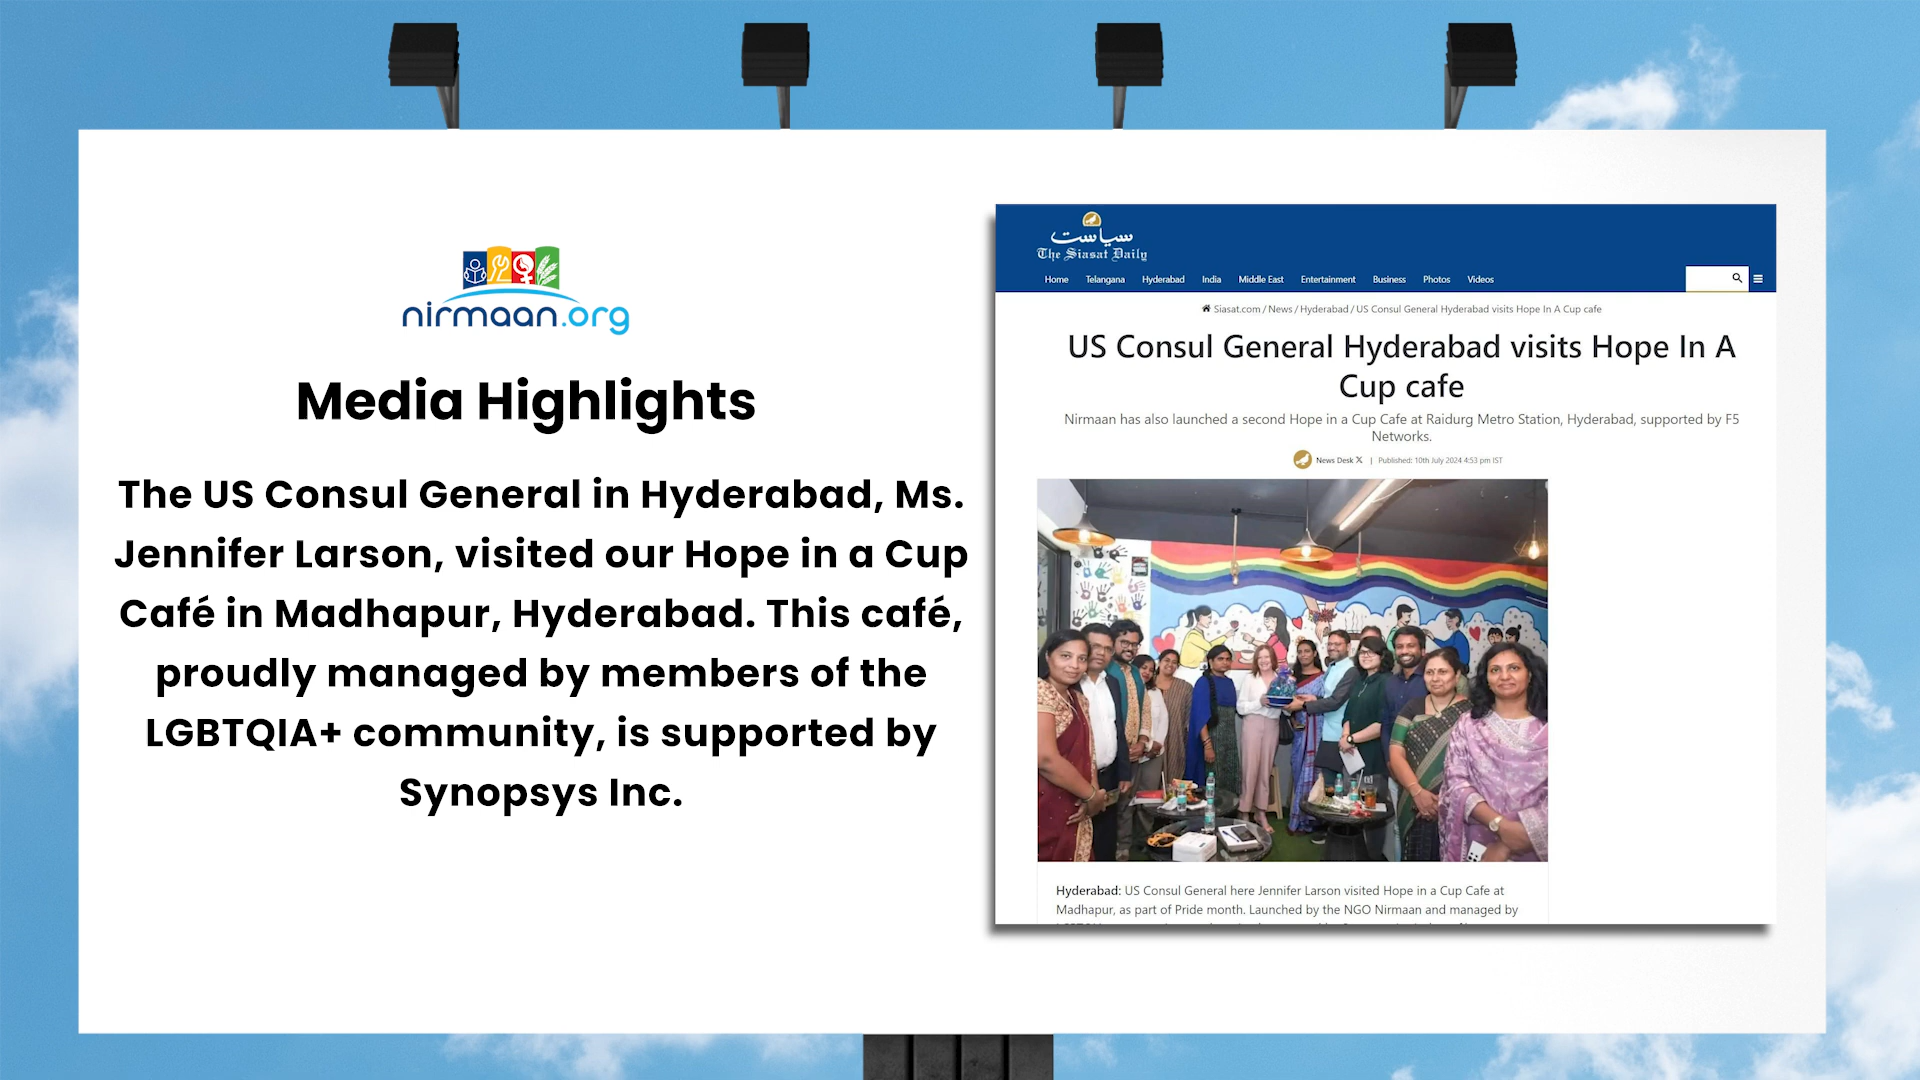 nirmaan.org
Media Highlights
The US Consul General in Hyderabad, Ms.
Jennifer Larson, visited our Hope in a Cup
Café in Madhapur, Hyderabad. This café,
proudly managed by members of the
LGBTQIA+ community, is supported by
Synopsys Inc.
سیاست
The Siasat Daily
Home Telangana Hyderabad India Middle East Entertainment Business Photos Videos
Siasat.com / News / Hyderabad / US Consul General Hyderabad visits Hope In A Cup cafe
US Consul General Hyderabad visits Hope In A
Cup cafe
Nirmaan has also launched a second Hope in a Cup Cafe at Raidurg Metro Station, Hyderabad, supported by F5
Networks.
News Desk X | Published: 10th July 2024 4:53 pm IST
Hyderabad: US Consul General here Jennifer Larson visited Hope in a Cup Cafe at
Madhapur, as part of Pride month. Launched by the NGO Nirmaan and managed by